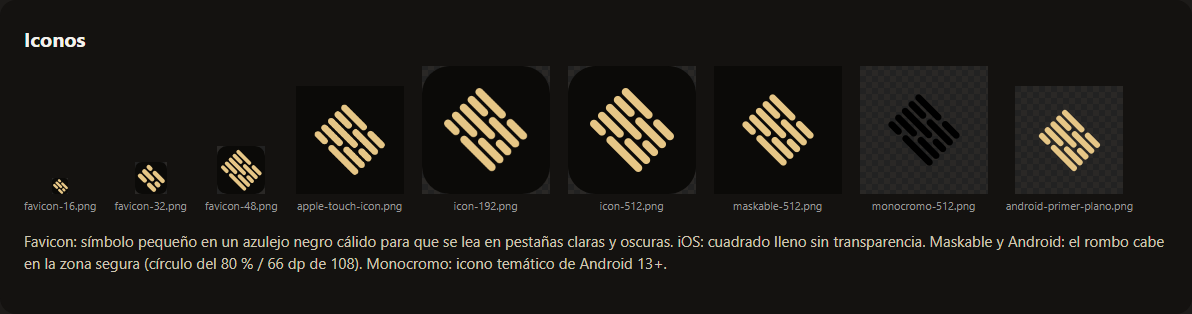 Iconos
favicon-16.png
favicon-32.png
favicon-48.png
apple-touch-icon.png
icon-192.png
icon-512.png
maskable-512.png
monocromo-512.png
android-primer-plano.png
Favicon: símbolo pequeño en un azulejo negro cálido para que se lea en pestañas claras y oscuras. iOS: cuadrado lleno sin transparencia. Maskable y Android: el rombo cabe
en la zona segura (círculo del 80 % / 66 dp de 108). Monocromo: icono temático de Android 13+.